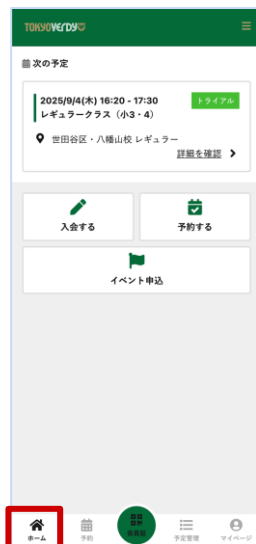 TOKYO VERDY
次の予定
2025/9/4(木) 16:20 - 17:30
レギュラークラス（小3・4）
トライアル
世田谷区・八幡山校 レギュラー
詳細を確認
入会する
予約する
イベント申込
ホーム
予約
予定管理
マイページ